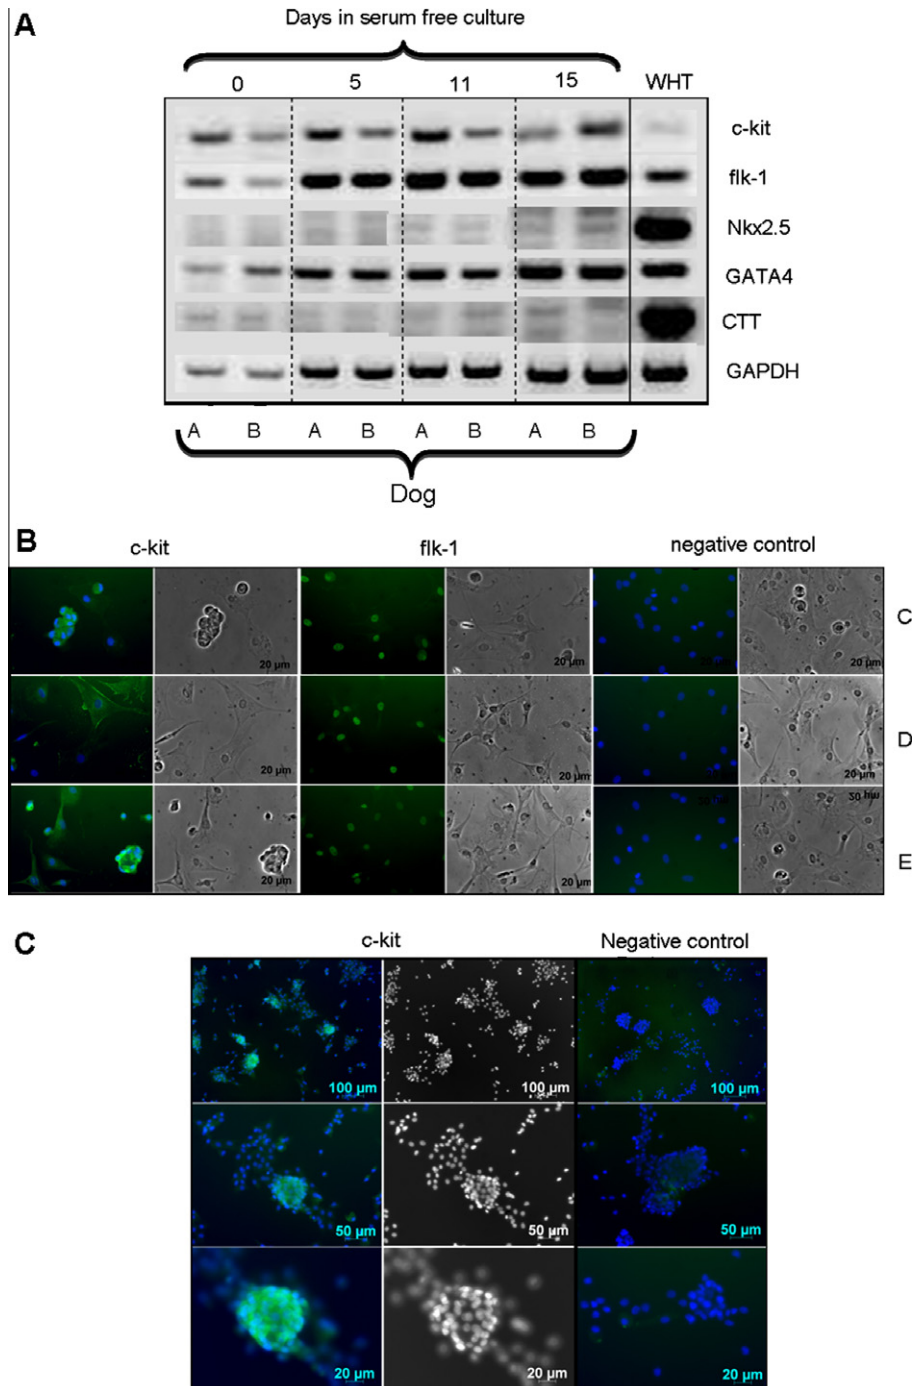 A
Days in serum free culture
0 5 11 15 WHT
c-kit
flk-1
Nkx2.5
GATA4
CTT
GAPDH
A B A B A B A B
Dog
B
c-kit flk-1 negative control
20 µm 20 µm 20 µm
C
20 µm 20 µm 20 µm
D
20 µm 20 µm 20 µm
E
C
c-kit Negative control
100 µm 100 µm 100 µm
50 µm 50 µm 50 µm
20 µm 20 µm 20 µm